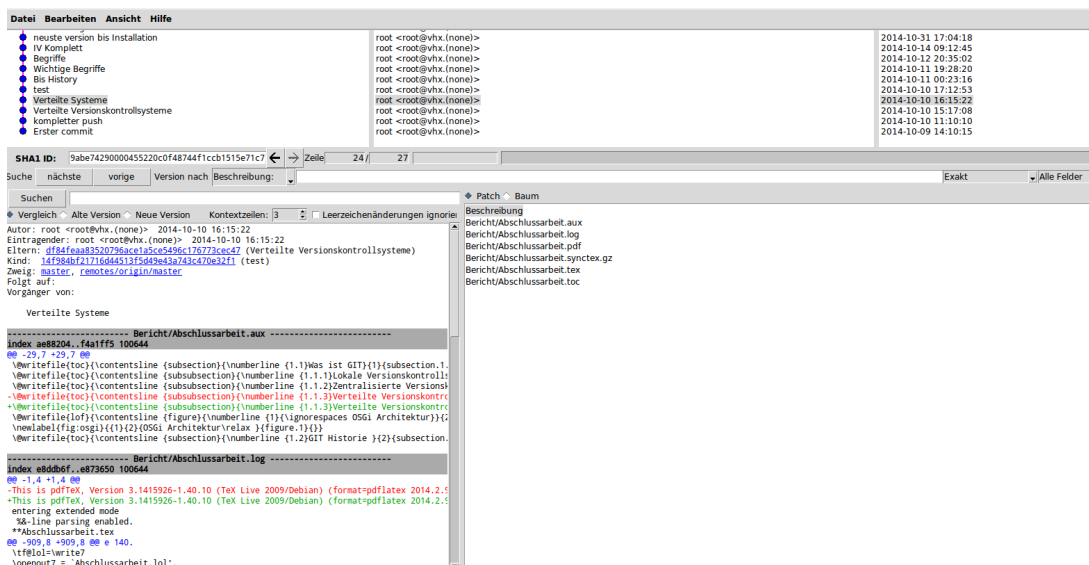 Datei Bearbeiten Ansicht Hilfe
neuste version bis Installation root <root@vhx.(none)> 2014-10-31 17:04:18
IV Komplett root <root@vhx.(none)> 2014-10-14 09:12:45
Begriffe root <root@vhx.(none)> 2014-10-12 20:35:02
Wichtige Begriffe root <root@vhx.(none)> 2014-10-11 19:28:20
Bis History root <root@vhx.(none)> 2014-10-11 00:23:16
test root <root@vhx.(none)> 2014-10-10 17:12:53
Verteilte Systeme root <root@vhx.(none)> 2014-10-10 16:15:22
Verteilte Versionskontrollsysteme root <root@vhx.(none)> 2014-10-10 15:17:08
kompletter push root <root@vhx.(none)> 2014-10-10 11:10:10
Erster commit root <root@vhx.(none)> 2014-10-09 14:10:15
SHA1 ID: 9abe74290000455220c0f48744f1ccb1515e71c7 Zeile 24/ 27
Suche nächste vorige Version nach Beschreibung: Exakt Alle Felder
Suchen
Vergleich Alte Version Neue Version Kontextzeilen: 3 Leerzeichenänderungen ignorie
Autor: root <root@vhx.(none)> 2014-10-10 16:15:22
Eintragender: root <root@vhx.(none)> 2014-10-10 16:15:22
Eltern: df84feaa83520796ace1a5ce5496c176773cec47 (Verteilte Versionskontrollsysteme)
Kind: 14f984bf21716d44513f5d49e43a743c470e32f1 (test)
Zweig: master, remotes/origin/master
Folgt auf:
Vorgänger von:
Verteilte Systeme
------------------------- Bericht/Abschlussarbeit.aux -------------------------
index ae88204..f4a1ff5 100644
@@ -29,7 +29,7 @@
\@writefile{toc}{\contentsline {subsection}{\numberline {1.1}Was ist GIT}{1}{subsection.1.
\@writefile{toc}{\contentsline {subsubsection}{\numberline {1.1.1}Lokale Versionskontrolls
\@writefile{toc}{\contentsline {subsubsection}{\numberline {1.1.2}Zentralisierte Versionsk
-\@writefile{toc}{\contentsline {subsubsection}{\numberline {1.1.3}Verteilte Versionskontro
+\@writefile{toc}{\contentsline {subsubsection}{\numberline {1.1.3}Verteilte Versionskontrc
\@writefile{lof}{\contentsline {figure}{\numberline {1}{\ignorespaces OSGi Architektur}}{2
\newlabel{fig:osgi}{{1}{2}{OSGi Architektur\relax }{figure.1}{}}
\@writefile{toc}{\contentsline {subsection}{\numberline {1.2}GIT Historie }{2}{subsection.
------------------------- Bericht/Abschlussarbeit.log -------------------------
index e8ddb6f..e873650 100644
@@ -1,4 +1,4 @@
-This is pdfTeX, Version 3.1415926-1.40.10 (TeX Live 2009/Debian) (format=pdflatex 2014.2.9
+This is pdfTeX, Version 3.1415926-1.40.10 (TeX Live 2009/Debian) (format=pdflatex 2014.2.9
entering extended mode
%&-line parsing enabled.
**Abschlussarbeit.tex
@@ -909,8 +909,8 @@ e 140.
\tf@lol=\write7
\openout7 = `Abschlussarbeit.lol'.
Patch Baum
Beschreibung
Bericht/Abschlussarbeit.aux
Bericht/Abschlussarbeit.log
Bericht/Abschlussarbeit.pdf
Bericht/Abschlussarbeit.synctex.gz
Bericht/Abschlussarbeit.tex
Bericht/Abschlussarbeit.toc